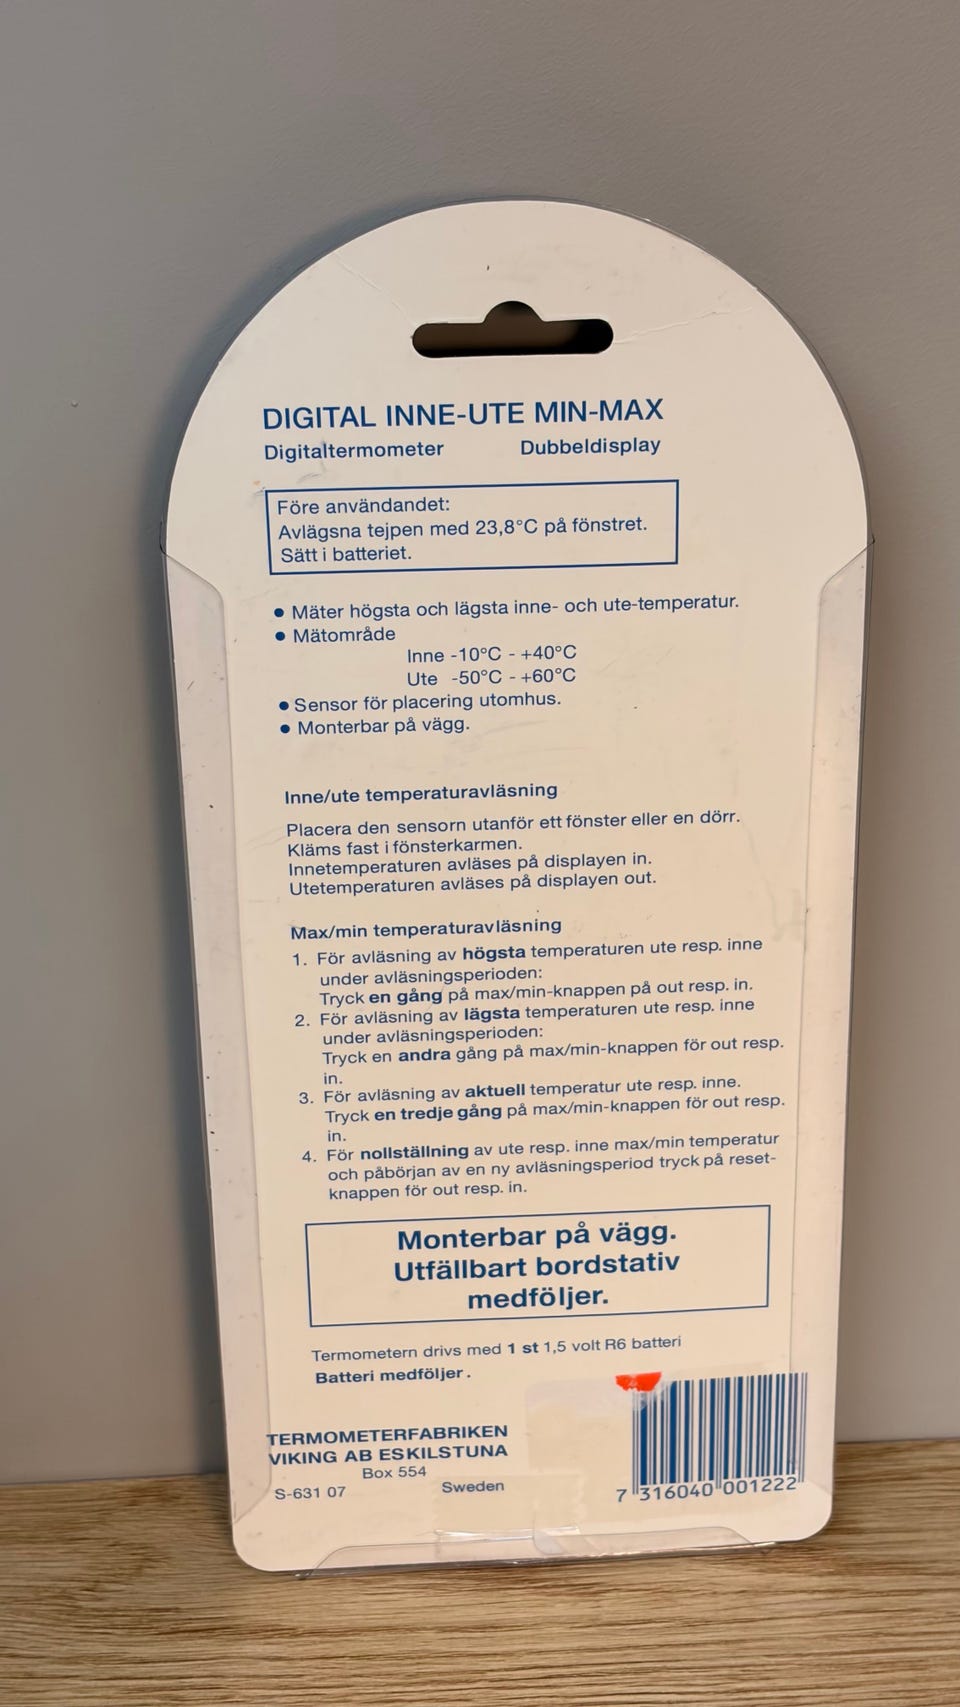 DIGITAL INNE-UTE MIN-MAX
Digitaltermometer Dubbeldisplay
Före användandet:
Avlägsna tejpen med 23,8°C på fönstret.
Sätt i batteriet.
● Mäter högsta och lägsta inne- och ute-temperatur.
● Mätområde
Inne -10°C - +40°C
Ute -50°C - +60°C
● Sensor för placering utomhus.
● Monterbar på vägg.
Inne/ute temperaturavläsning
Placera den sensorn utanför ett fönster eller en dörr.
Kläms fast i fönsterkarmen.
Innetemperaturen avläses på displayen in.
Utetemperaturen avläses på displayen out.
Max/min temperaturavläsning
1. För avläsning av högsta temperaturen ute resp. inne
under avläsningsperioden:
Tryck en gång på max/min-knappen på out resp. in.
2. För avläsning av lägsta temperaturen ute resp. inne
under avläsningsperioden:
Tryck en andra gång på max/min-knappen för out resp.
in.
3. För avläsning av aktuell temperatur ute resp. inne.
Tryck en tredje gång på max/min-knappen för out resp.
in.
4. För nollställning av ute resp. inne max/min temperatur
och påbörjan av en ny avläsningsperiod tryck på reset-
knappen för out resp. in.
Monterbar på vägg.
Utfällbart bordstativ
medföljer.
Termometern drivs med 1 st 1,5 volt R6 batteri
Batteri medföljer.
TERMOMETERFABRIKEN
VIKING AB ESKILSTUNA
Box 554
S-631 07 Sweden
7 316040 001222